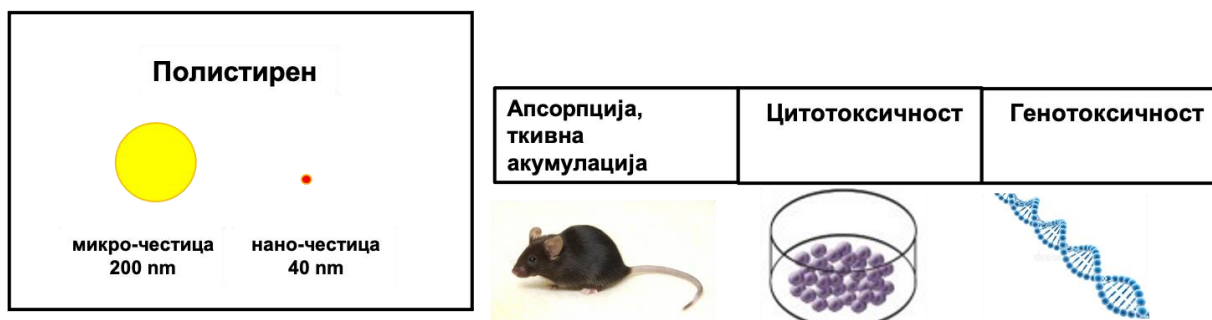 Полистирен
микро-честица
200 nm
нано-честица
40 nm
Апсорпција,
ткивна
акумулација
Цитотоксичност
Генотоксичност